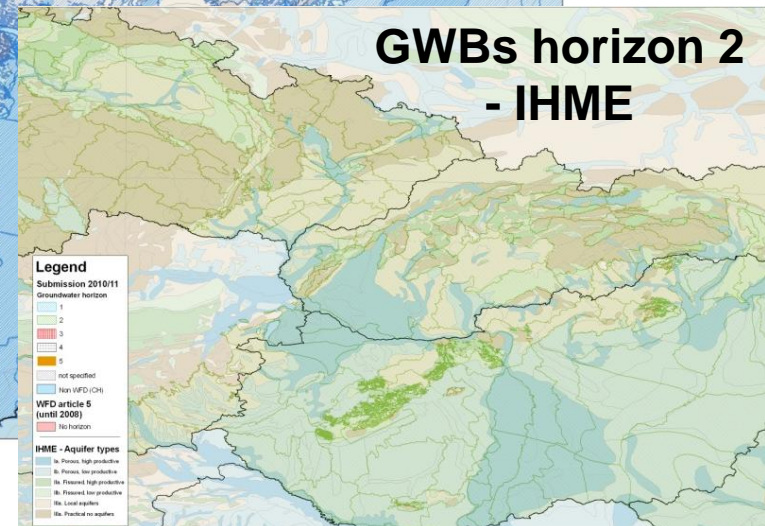 GWBs horizon 2
- IHME
Legend
Submission 2010/11
Groundwater horizon
1
2
3
4
5
not specified
Non WFD (CH)
WFD article 5
(until 2008)
No horizon
IHME - Aquifer types
Ia. Porous, high productive
Ib. Porous, low productive
IIa. Fissured, high productive
IIb. Fissured, low productive
IIIa. Local aquifers
IIIa. Practical no aquifers